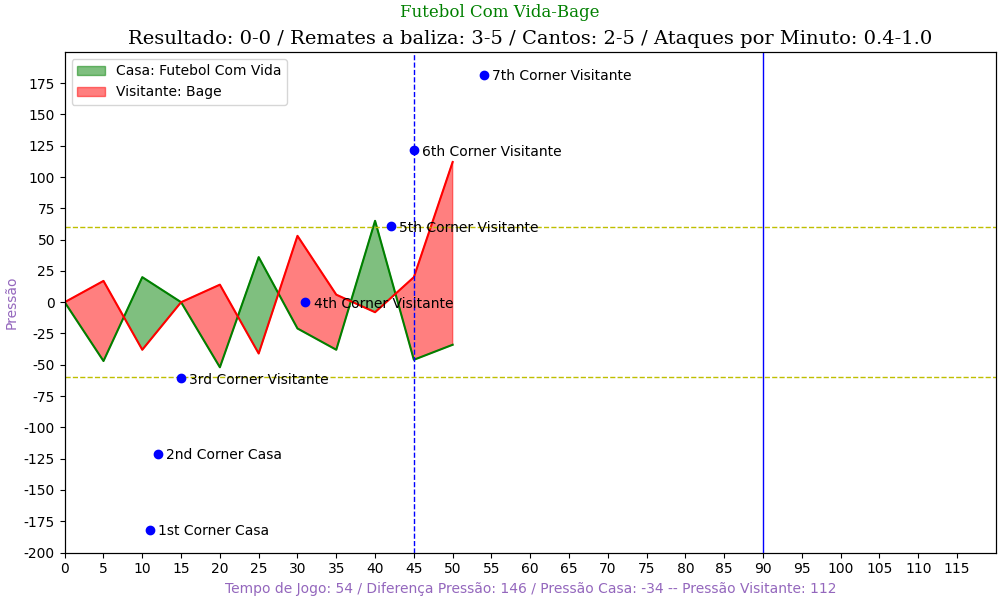 Futebol Com Vida-Bage
Resultado: 0-0 / Remates a baliza: 3-5 / Cantos: 2-5 / Ataques por Minuto: 0.4-1.0
Casa: Futebol Com Vida
Visitante: Bage
7th Corner Visitante
6th Corner Visitante
5th Corner Visitante
4th Corner Visitante
3rd Corner Visitante
2nd Corner Casa
1st Corner Casa
Pressão
175
150
125
100
75
50
25
0
-25
-50
-75
-100
-125
-150
-175
-200
0 5 10 15 20 25 30 35 40 45 50 55 60 65 70 75 80 85 90 95 100 105 110 115
Tempo de Jogo: 54 / Diferença Pressão: 146 / Pressão Casa: -34 -- Pressão Visitante: 112